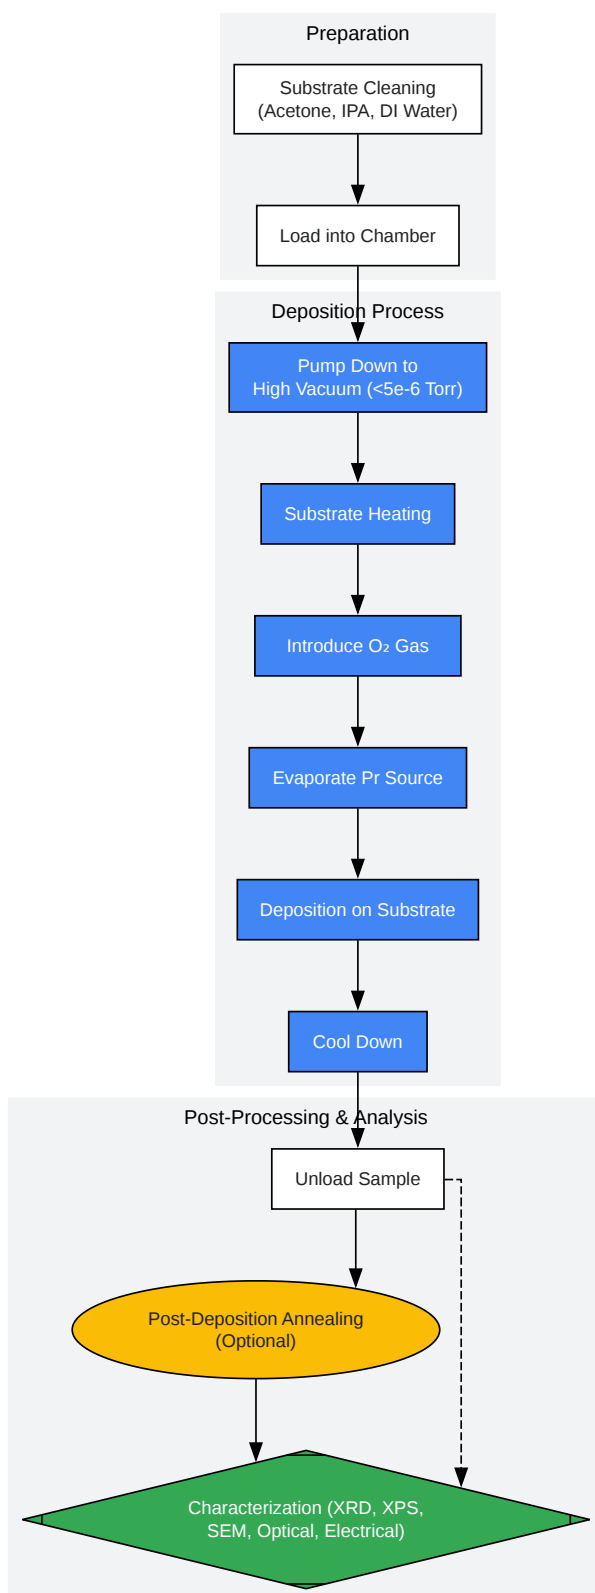 Preparation
Substrate Cleaning
(Acetone, IPA, DI Water)
Load into Chamber
Deposition Process
Pump Down to
High Vacuum (<5e-6 Torr)
Substrate Heating
Introduce O₂ Gas
Evaporate Pr Source
Deposition on Substrate
Cool Down
Post-Processing & Analysis
Unload Sample
Post-Deposition Annealing
(Optional)
Characterization (XRD, XPS,
SEM, Optical, Electrical)